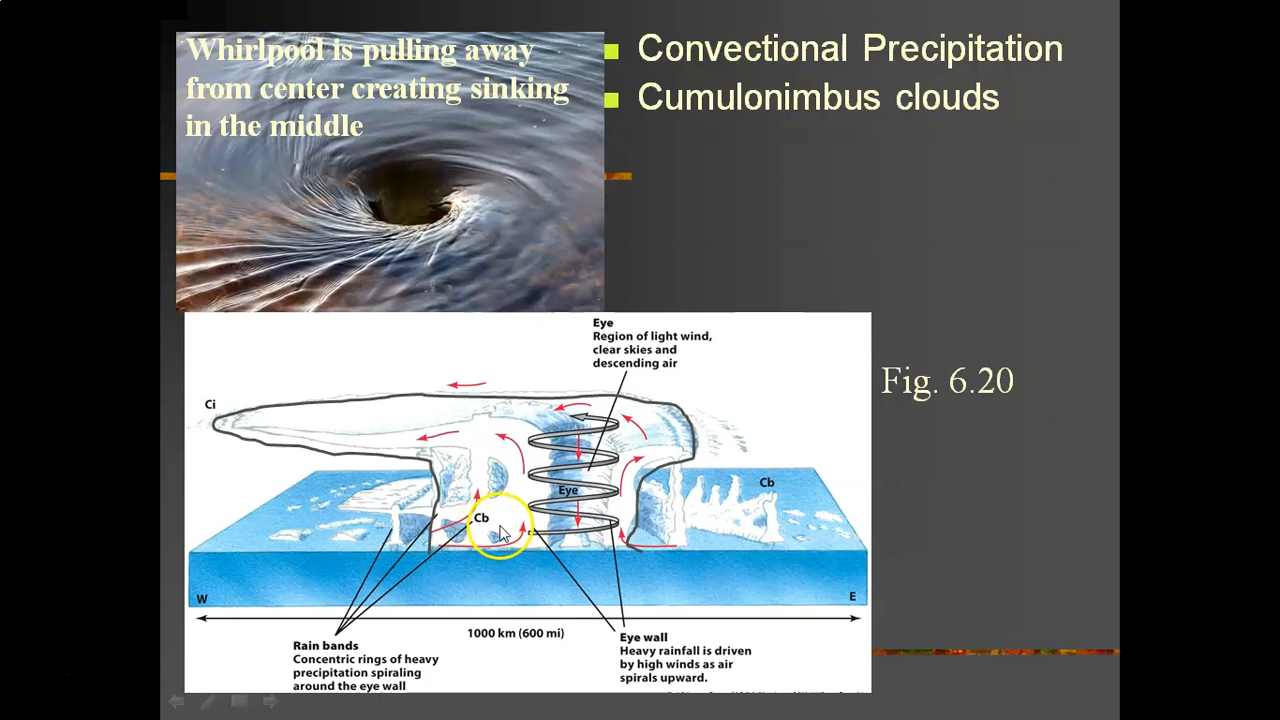 Whirlpool is pulling away
from center creating sinking
in the middle
Convectional Precipitation
Cumulonimbus clouds
Eye
Region of light wind,
clear skies and
descending air
Fig. 6.20
Ci
Cb
Eye
Cb
W
E
1000 km (600 mi)
Rain bands
Concentric rings of heavy
precipitation spiraling
around the eye wall
Eye wall
Heavy rainfall is driven
by high winds as air
spirals upward.